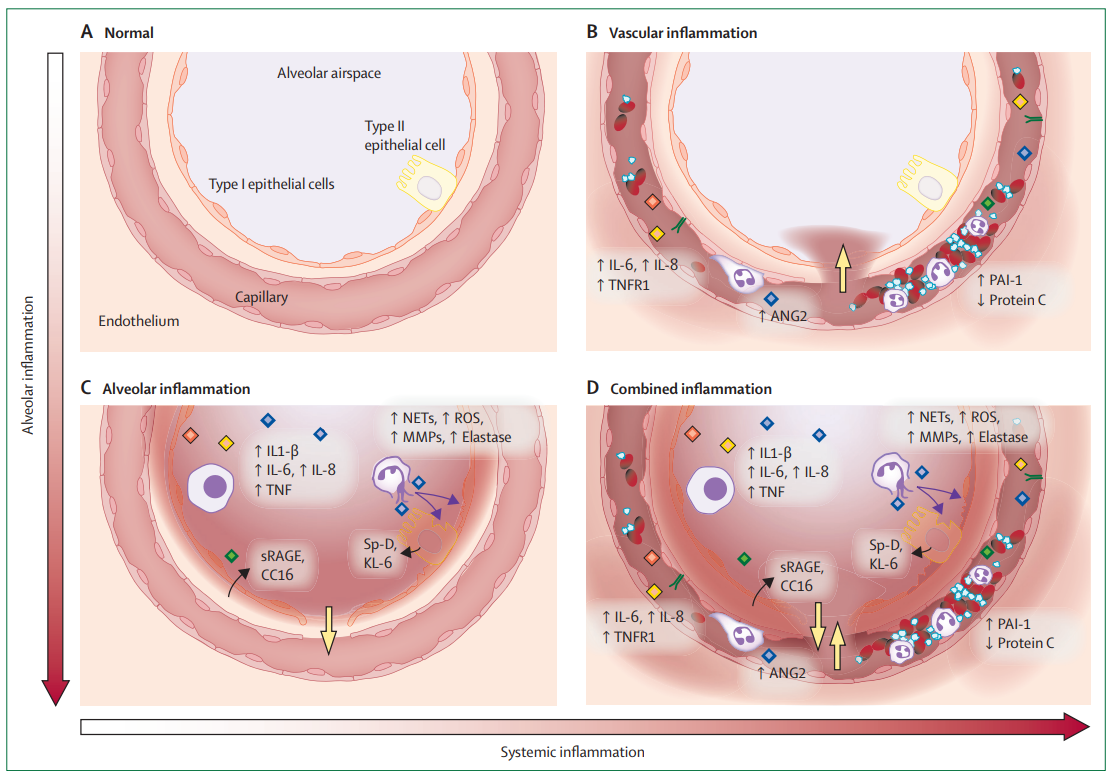 A Normal
Alveolar airspace
Type II
epithelial cell
Type I epithelial cells
Capillary
Endothelium
B Vascular inflammation
↑ IL-6, ↑ IL-8
↑ TNFR1
↑ ANG2
↑ PAI-1
↓ Protein C
C Alveolar inflammation
↑ NETs, ↑ ROS,
↑ MMPs, ↑ Elastase
↑ IL1-β
↑ IL-6, ↑ IL-8
↑ TNF
Sp-D,
KL-6
sRAGE,
CC16
D Combined inflammation
↑ NETs, ↑ ROS,
↑ MMPs, ↑ Elastase
↑ IL1-β
↑ IL-6, ↑ IL-8
↑ TNF
Sp-D,
KL-6
sRAGE,
CC16
↑ IL-6, ↑ IL-8
↑ TNFR1
↑ ANG2
↑ PAI-1
↓ Protein C
Alveolar inflammation
Systemic inflammation